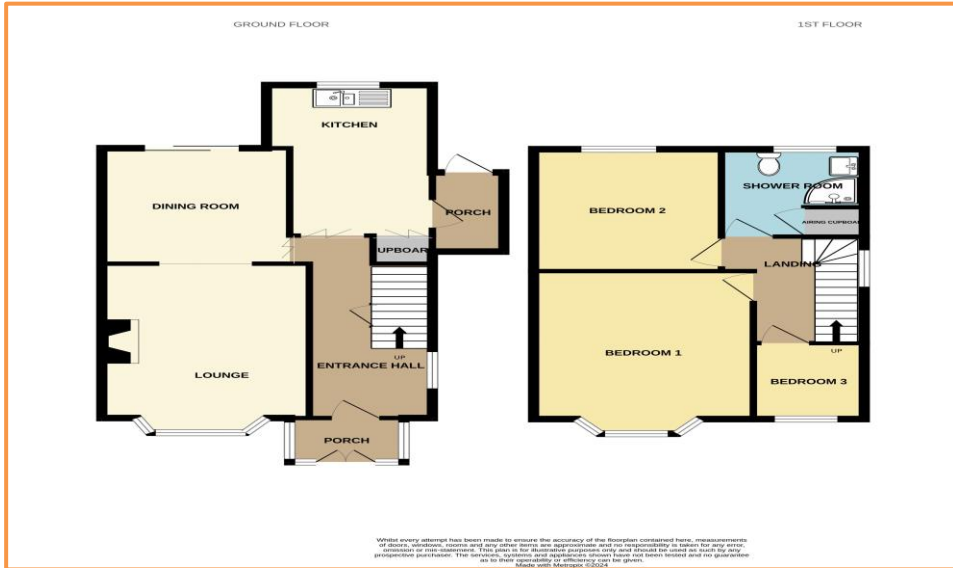 GROUND FLOOR
1ST FLOOR
KITCHEN
DINING ROOM
PORCH
UPBOAR
LOUNGE
UP
ENTRANCE HALL
PORCH
BEDROOM 2
SHOWER ROOM
AIRING CUPBOAR
LANDING
BEDROOM 1
UP
BEDROOM 3
Whilst every attempt has been made to ensure the accuracy of the floorplan contained here, measurements
of doors, windows, rooms and any other items are approximate and no responsibility is taken for any error,
omission or mis-statement. This plan is for illustrative purposes only and should be used as such by any
prospective purchaser. The services, systems and appliances shown have not been tested and no guarantee
as to their operability or efficiency can be given.
Made with Metropix ©2024